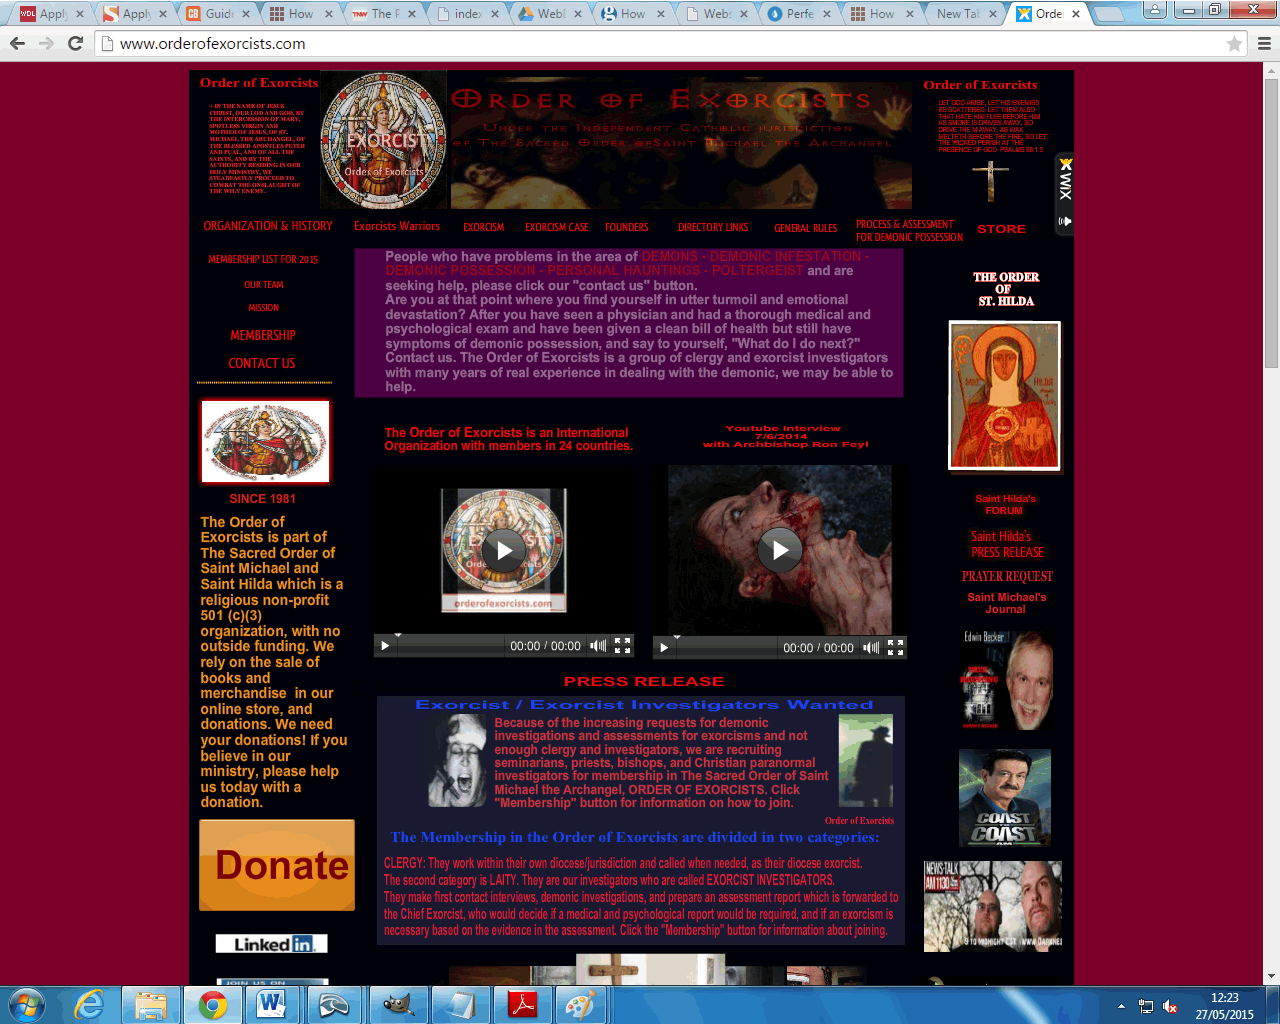 Apply
Apply
Guide
How
The F
index
WebD
How
Webs
Perfe
How
New Tab
Orde
www.orderofexorcists.com
Order of Exorcists
+ IN THE NAME OF JESUS
CHRIST, OUR LOD AND GOD, BY
THE INTERCESSION OF MARY,
SPOTLESS VIRGIN AND
MOTHER OF JESUS, OF ST.
MICHAEL THE ARCHANGEL, OF
THE BLESSED APOSTLES PETER
AND PUAL, AND OF ALL THE
SAINTS, AND BY THE
AUTHORITY RESIDING IN OUR
HOLY MINISTRY, WE
STEADFASTLY PROCEED TO
COMBAT THE ONSLAUGHT OF
THE WILY ENEMY.
EXORCIST
Order of Exorcists
Order of Exorcists
Under the Independent Catholic jurisdiction
of The Sacred Order ofSaint Michael the Archangel
Order of Exorcists
LET GOD ARISE, LET HIS ENEMIES
BE SCATTERED: LET THEM ALSO
THAT HATE HIM FLEE BEFORE HIM
AS SMOKE IS DRIVEN AWAY, SO
DRIVE THE M AWAY: AS WAX
MELTETH BEFORE THE FIRE, SO LET
THE WICKED PERISH AT THE
PRESENCE OF GOD. PSALMS 68:1-2
WIX
ORGANIZATION & HISTORY
Exorcists Warriors
EXORCISM
EXORCISM CASE
FOUNDERS
DIRECTORY LINKS
GENERAL RULES
PROCESS & ASSESSMENT
FOR DEMONIC POSSESSION
STORE
MEMBERSHIP LIST FOR 2015
OUR TEAM
MISSION
MEMBERSHIP
CONTACT US
SINCE 1981
The Order of
Exorcists is part of
The Sacred Order of
Saint Michael and
Saint Hilda which is a
religious non-profit
501 (c)(3)
organization, with no
outside funding. We
rely on the sale of
books and
merchandise in our
online store, and
donations. We need
your donations! If you
believe in our
ministry, please help
us today with a
donation.
Donate
Linked in
JOIN US ON
People who have problems in the area of DEMONS - DEMONIC INFESTATION -
DEMONIC POSSESSION - PERSONAL HAUNTINGS - POLTERGEIST and are
seeking help, please click our "contact us" button.
Are you at that point where you find yourself in utter turmoil and emotional
devastation? After you have seen a physician and had a thorough medical and
psychological exam and have been given a clean bill of health but still have
symptoms of demonic possession, and say to yourself, "What do I do next?"
Contact us. The Order of Exorcists is a group of clergy and exorcist investigators
with many years of real experience in dealing with the demonic, we may be able to
help.
The Order of Exorcists is an International
Organization with members in 24 countries.
Youtube Interview
7/6/2014
with Archbishop Ron Feyl
Order of Exorcists
orderofexorcists.com
00:00 / 00:00
00:00 / 00:00
PRESS RELEASE
Exorcist / Exorcist Investigators Wanted
Because of the increasing requests for demonic
investigations and assessments for exorcisms and not
enough clergy and investigators, we are recruiting
seminarians, priests, bishops, and Christian paranormal
investigators for membership in The Sacred Order of Saint
Michael the Archangel, ORDER OF EXORCISTS. Click
"Membership" button for information on how to join.
Order of Exorcists
The Membership in the Order of Exorcists are divided in two categories:
CLERGY: They work within their own diocese/jurisdiction and called when needed, as their diocese exorcist.
The second category is LAITY. They are our investigators who are called EXORCIST INVESTIGATORS.
They make first contact interviews, demonic investigations, and prepare an assessment report which is forwarded to
the Chief Exorcist, who would decide if a medical and psychological report would be required, and if an exorcism is
necessary based on the evidence in the assessment. Click the "Membership" button for information about joining.
THE ORDER
OF
ST. HILDA
SAINT
HILDA
Saint Hilda's
FORUM
Saint Hilda's
PRESS RELEASE
PRAYER REQUEST
Saint Michael's
Journal
Edwin Becker
COAST
COAST
AM
NEWS TALK
AM1130
9 TO MIDNIGHT CST
12:23
27/05/2015